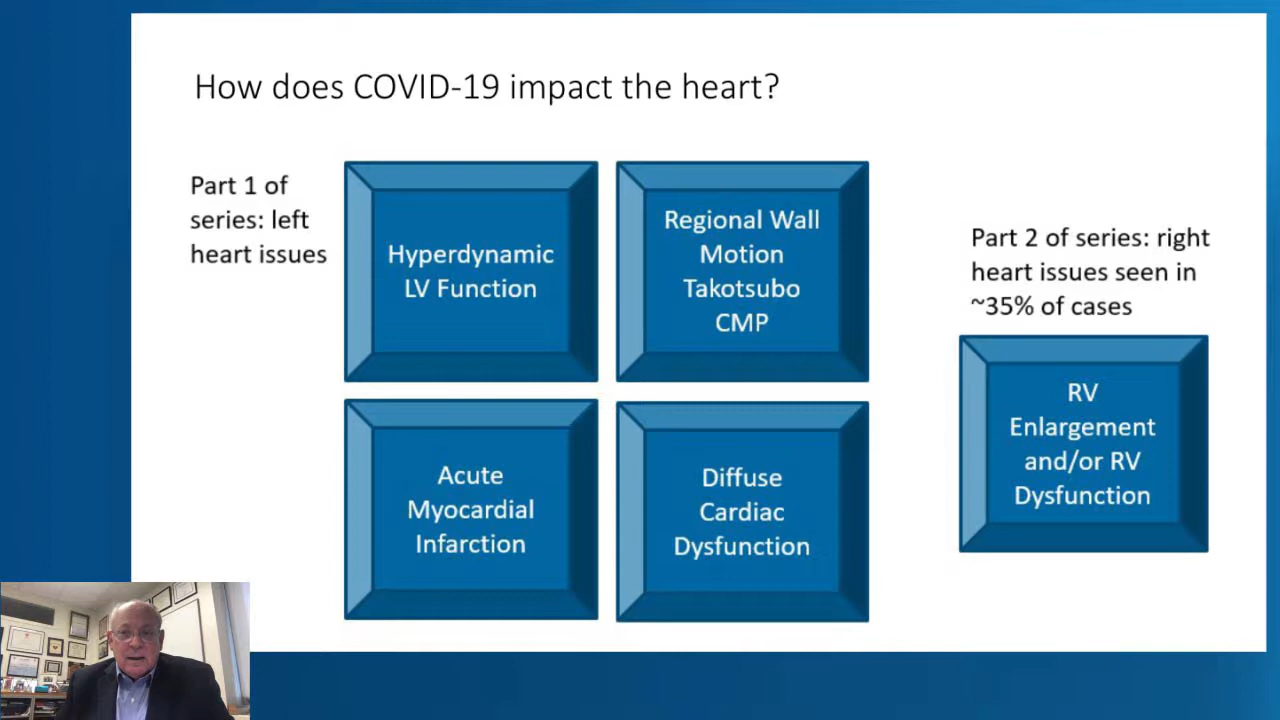 How does COVID-19 impact the heart?
Part 1 of
series: left
heart issues
Hyperdynamic
LV Function
Regional Wall
Motion
Takotsubo
CMP
Acute
Myocardial
Infarction
Diffuse
Cardiac
Dysfunction
Part 2 of series: right
heart issues seen in
~35% of cases
RV
Enlargement
and/or RV
Dysfunction